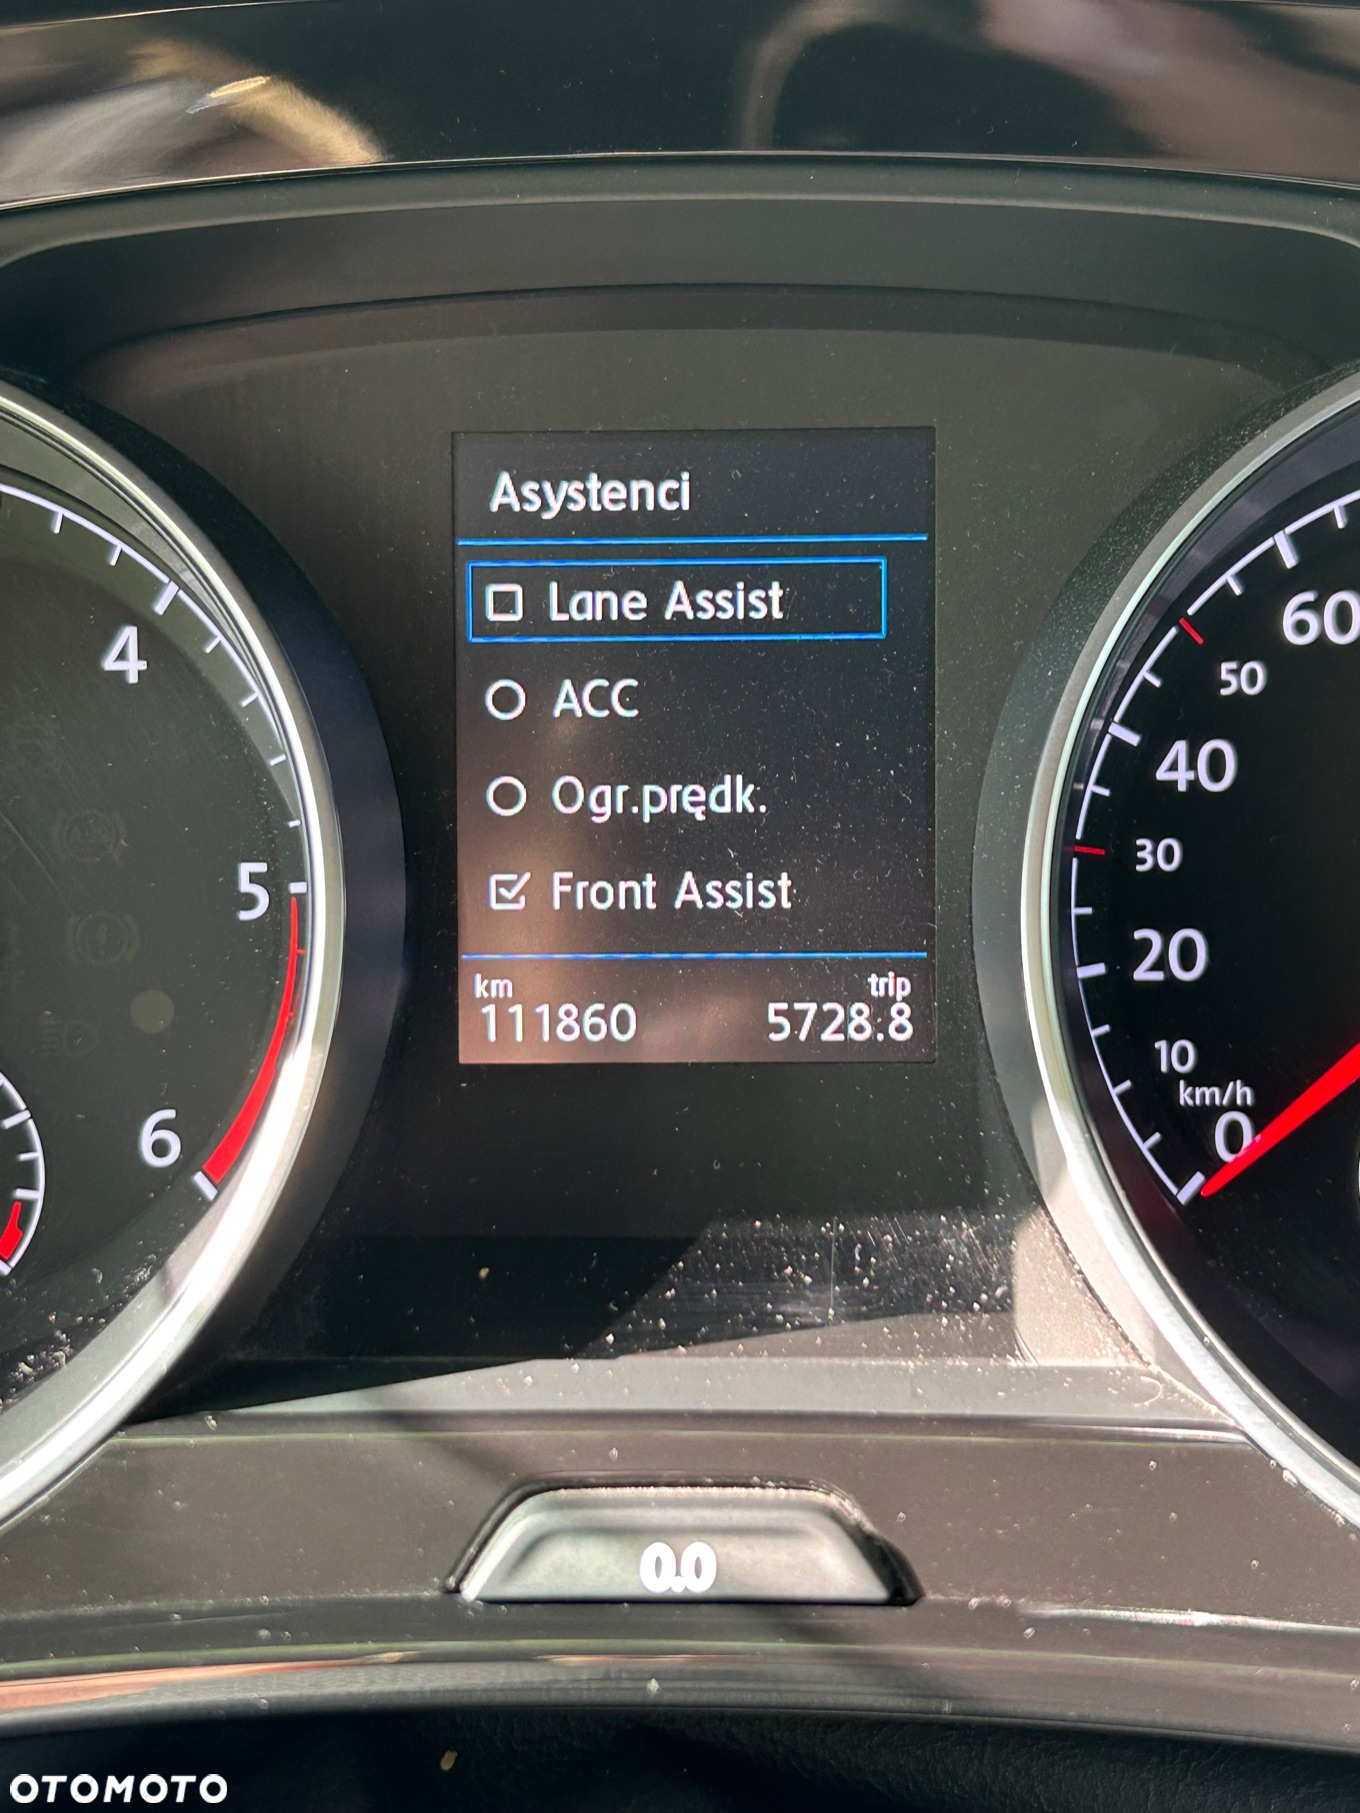 Asystenci
Lane Assist
ACC
Ogr.prędk.
Front Assist
km
trip
111860
5728.8
4
5
6
60
50
40
30
20
10
km/h
0
0.0
OTOMOTO